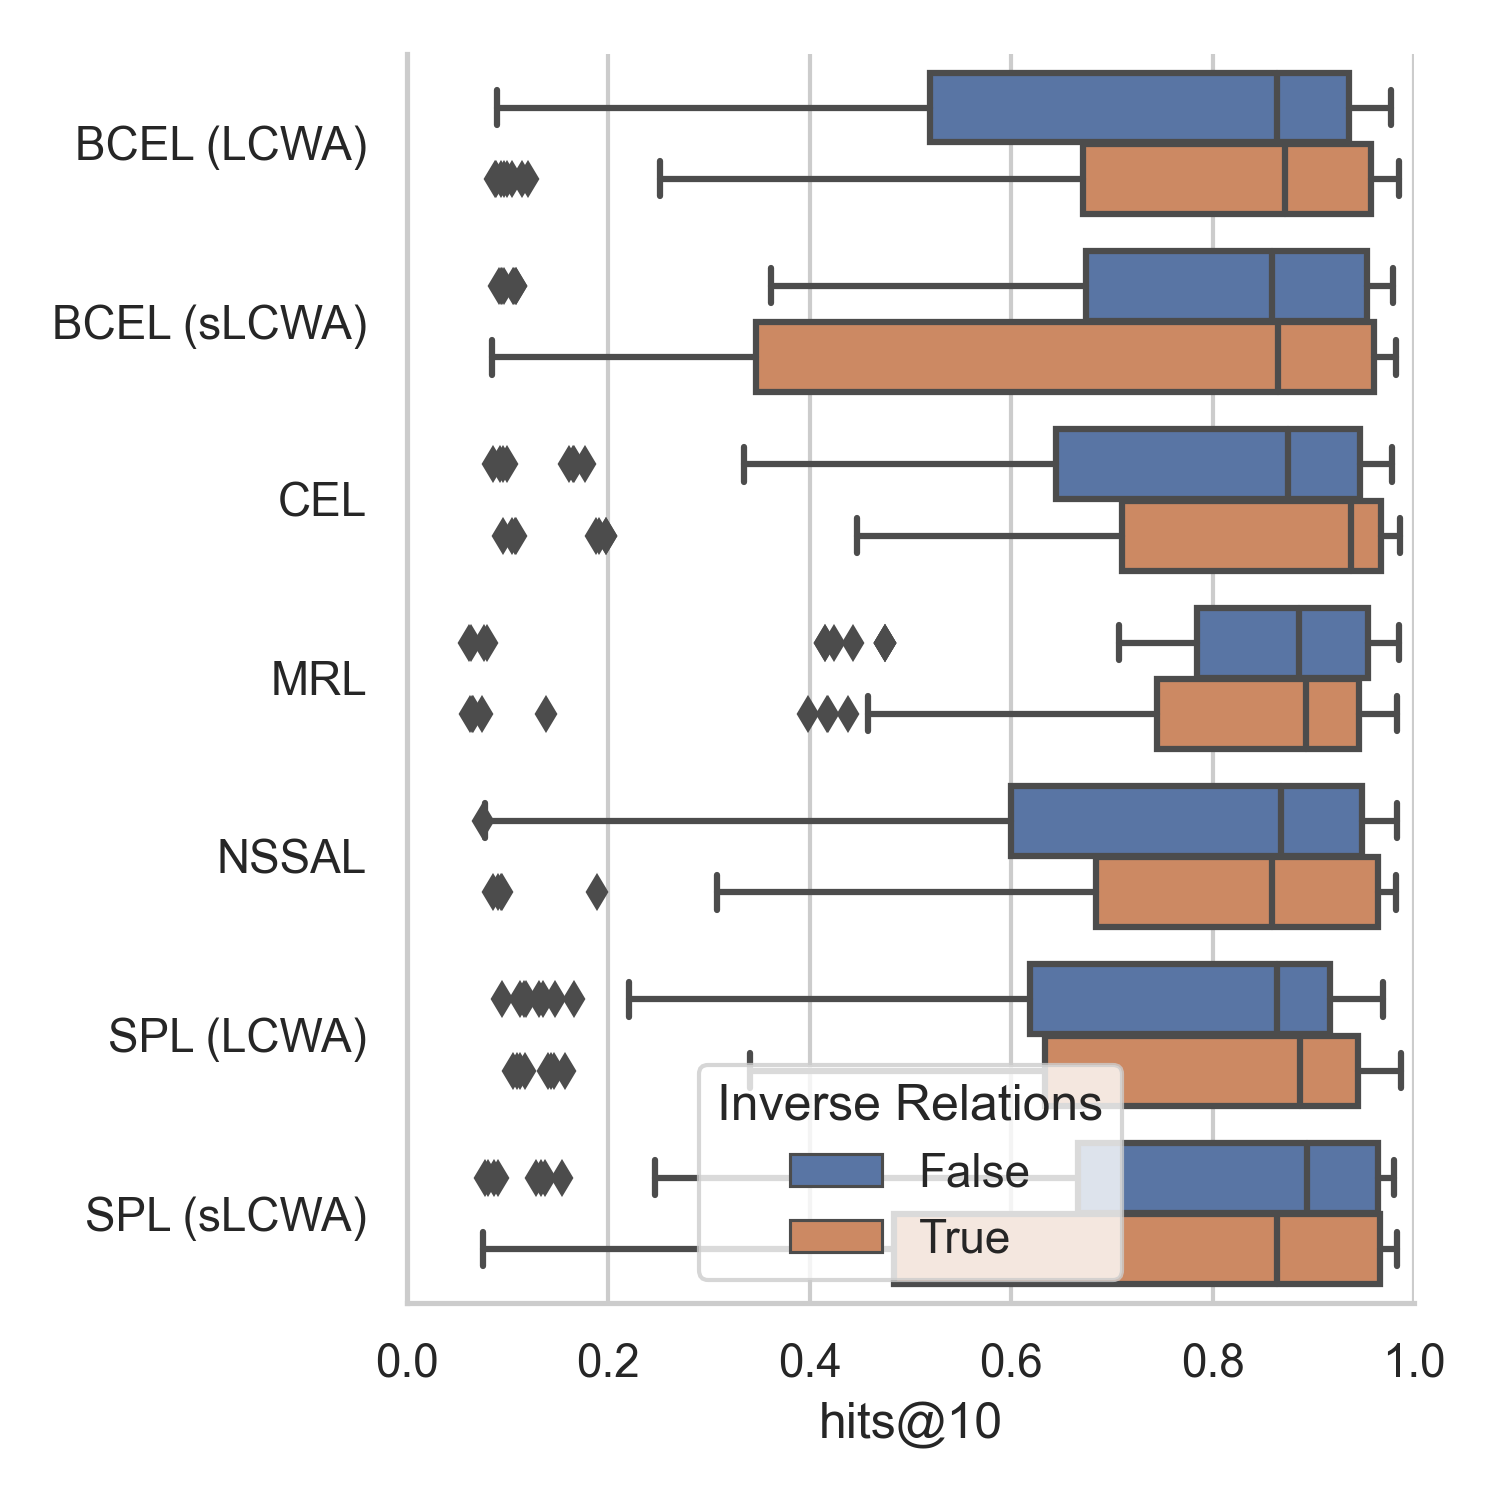 BCEL (LCWA)
BCEL (sLCWA)
CEL
MRL
NSSAL
SPL (LCWA)
SPL (sLCWA)
Inverse Relations
False
True
0.0 0.2 0.4 0.6 0.8 1.0
hits@10